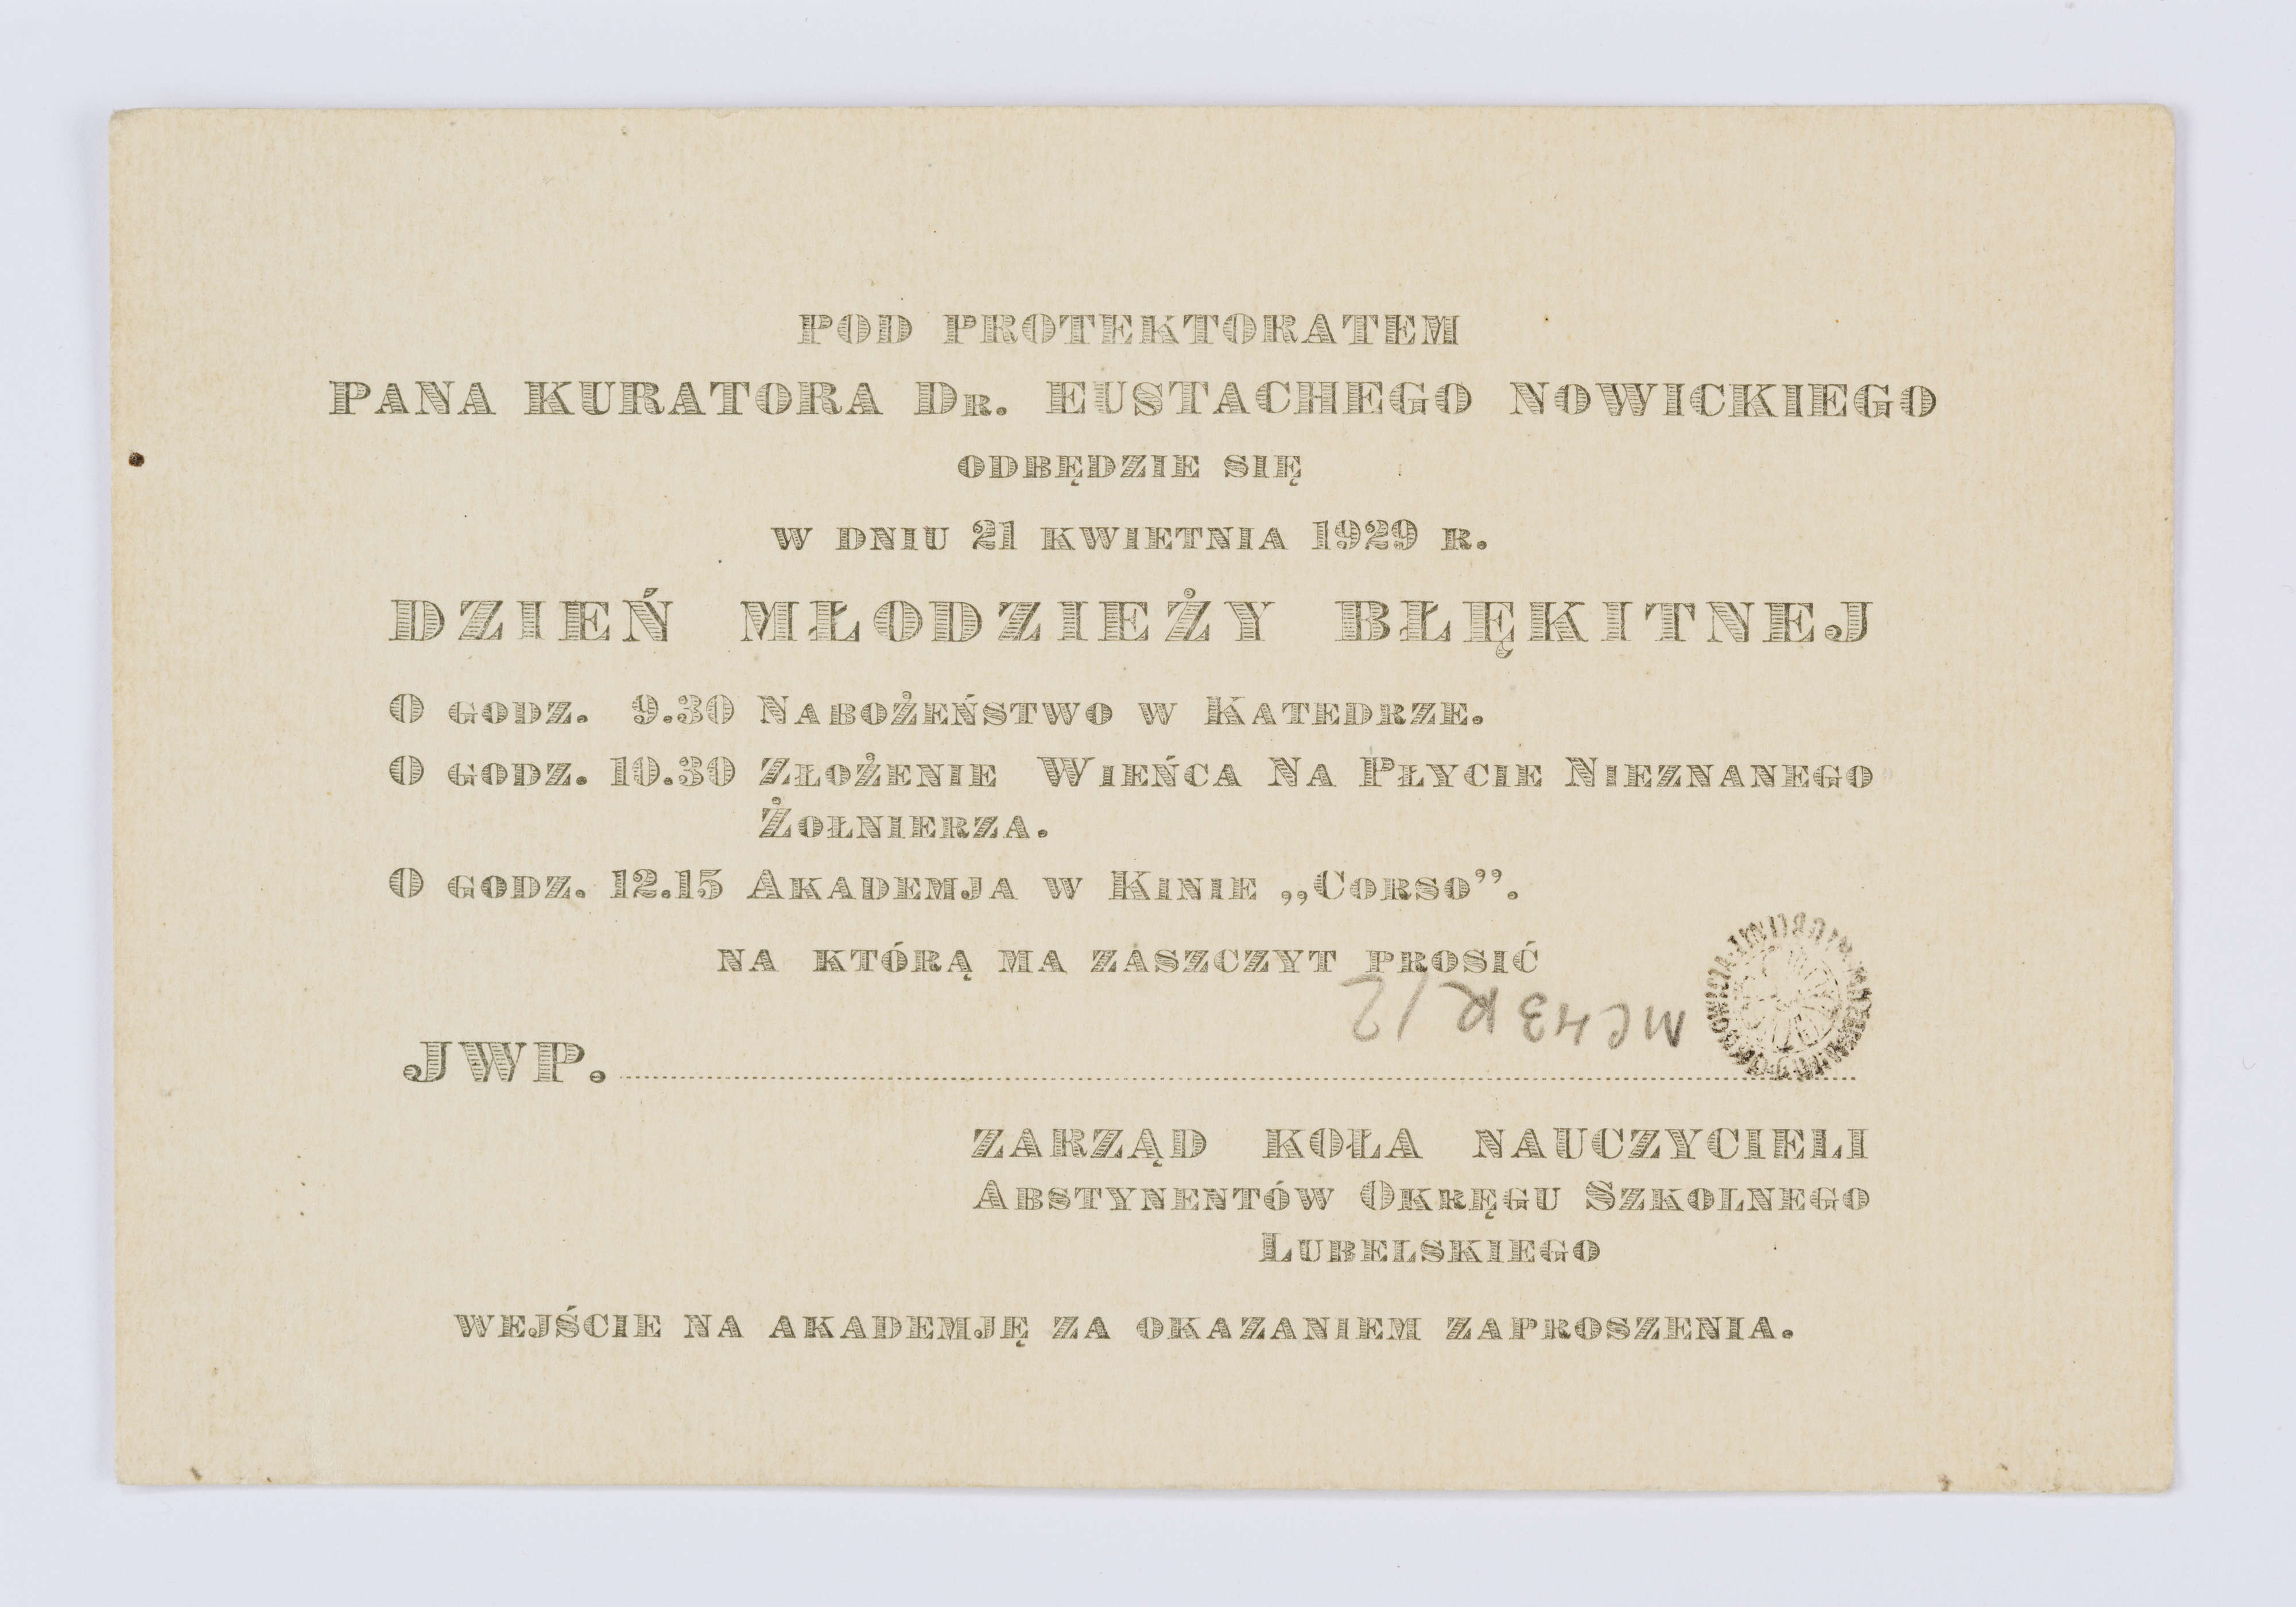 POD PROTEKTORATEM
PANA KURATORA DR. EUSTACHEGO NOWICKIEGO
ODBĘDZIE SIĘ
W DNIU 21 KWIETNIA 1929 R.
DZIEŃ MŁODZIEŻY BŁĘKITNEJ
O GODZ. 9.30 NABOŻEŃSTWO W KATEDRZE.
O GODZ. 10.30 ZŁOŻENIE WIEŃCA NA PŁYCIE NIEZNANEGO
ŻOŁNIERZA.
O GODZ. 12.15 AKADEMJA W KINIE „CORSO”.
NA KTÓRĄ MA ZASZCZYT PROSIĆ
JWP.
ZARZĄD KOŁA NAUCZYCIELI
ABSTYNENTÓW OKRĘGU SZKOLNEGO
LUBELSKIEGO
WEJŚCIE NA AKADEMJĘ ZA OKAZANIEM ZAPROSZENIA.